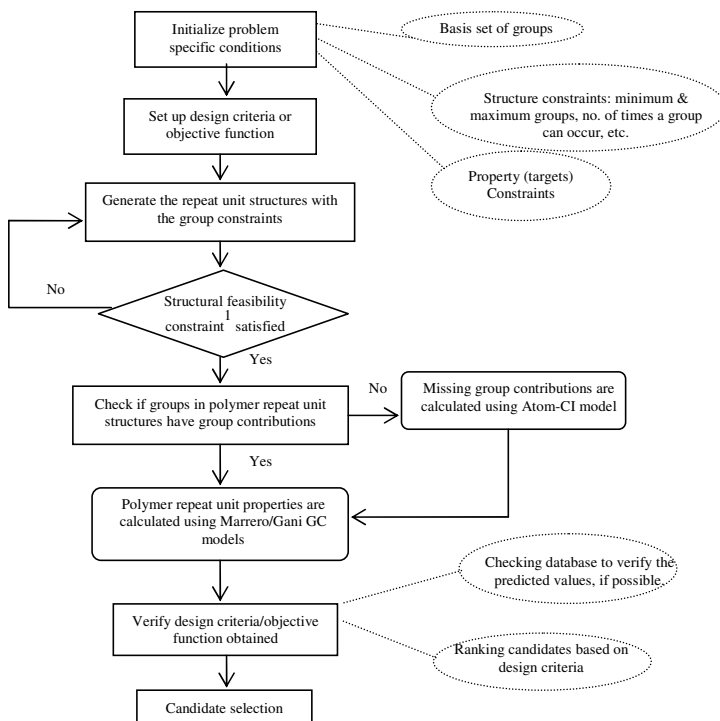 Initialize problem
specific conditions
Basis set of groups
Structure constraints: minimum &
maximum groups, no. of times a group
can occur, etc.
Set up design criteria or
objective function
Property (targets)
Constraints
Generate the repeat unit structures with
the group constraints
No
Structural feasibility
constraint1 satisfied
Yes
Check if groups in polymer repeat unit
structures have group contributions
No
Missing group contributions are
calculated using Atom-CI model
Yes
Polymer repeat unit properties are
calculated using Marrero/Gani GC
models
Checking database to verify the
predicted values, if possible.
Verify design criteria/objective
function obtained
Ranking candidates based on
design criteria
Candidate selection